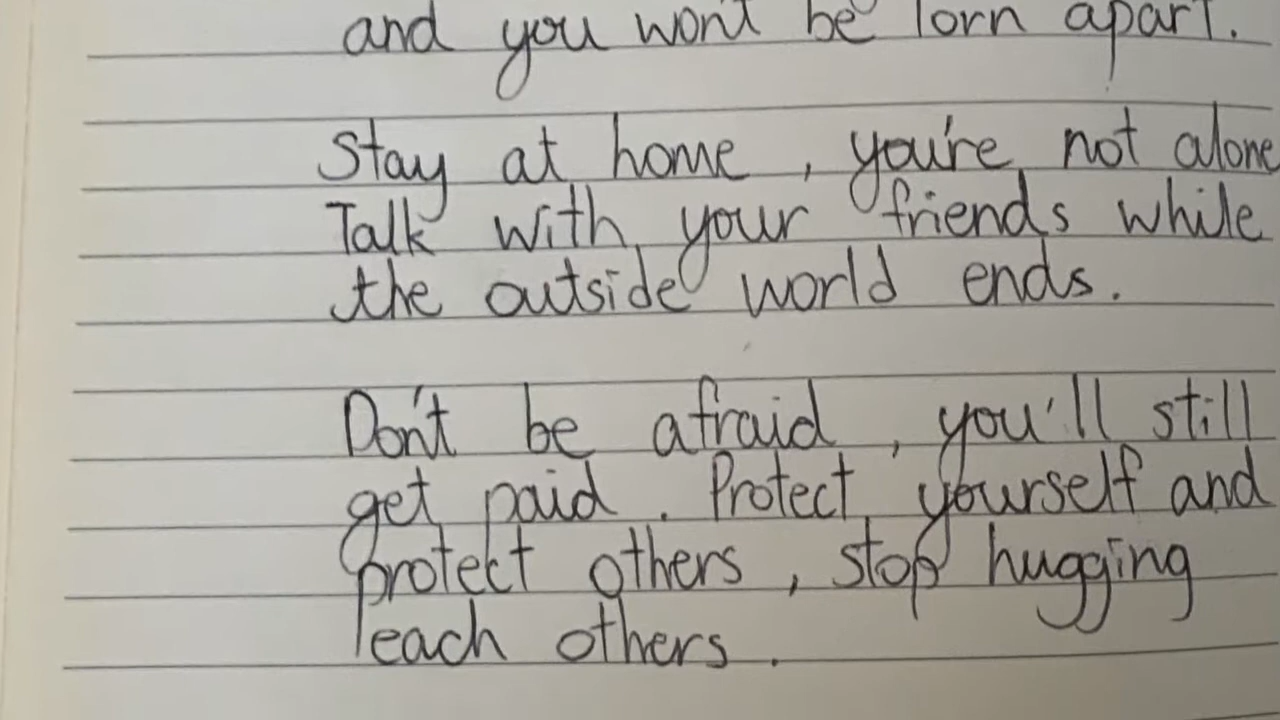 and you won't be torn apart.
Stay at home , you're not alone
Talk with your friends while
the outside world ends.
Don't be afraid , you'll still
get paid . Protect yourself and
protect others , stop hugging
each others .